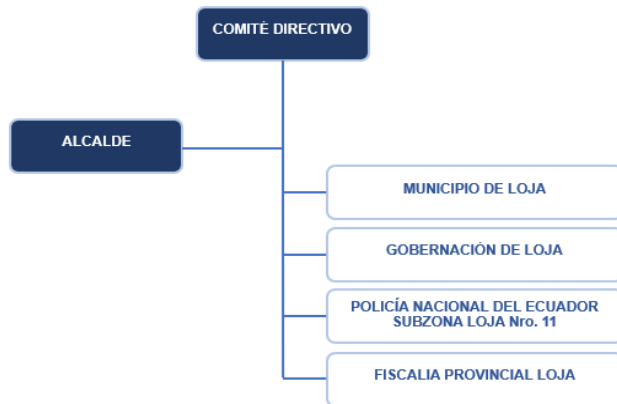 COMITÉ DIRECTIVO
ALCALDE
MUNICIPIO DE LOJA
GOBERNACIÓN DE LOJA
POLICÍA NACIONAL DEL ECUADOR
SUBZONA LOJA Nro. 11
FISCALIA PROVINCIAL LOJA